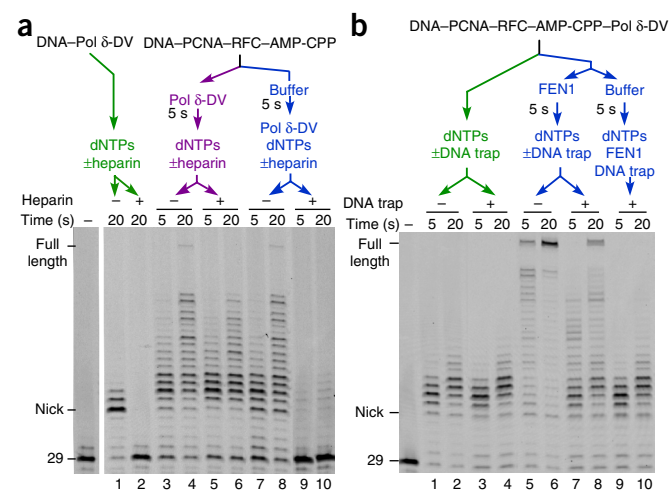 a
DNA–Pol δ-DV
DNA–PCNA–RFC–AMP-CPP
Pol δ-DV
5 s
Buffer
5 s
dNTPs
±heparin
dNTPs
±heparin
Pol δ-DV
dNTPs
±heparin
Heparin – + – + – +
Time (s) – 20 20 5 20 5 20 5 20 5 20
Full
length
Nick
29
1 2 3 4 5 6 7 8 9 10
b
DNA–PCNA–RFC–AMP–CPP–Pol δ-DV
FEN1
5 s
Buffer
5 s
dNTPs
±DNA trap
dNTPs
±DNA trap
dNTPs
FEN1
DNA trap
DNA trap – + – + +
Time (s) – 5 20 5 20 5 20 5 20 5 20
Full
length
Nick
29
1 2 3 4 5 6 7 8 9 10